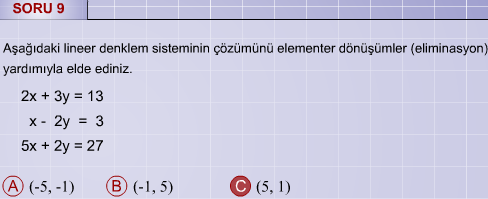 SORU 9
Aşağıdaki lineer denklem sisteminin çözümünü elementer dönüşümler (eliminasyon)
yardımıyla elde ediniz.
2x + 3y = 13
x - 2y = 3
5x + 2y = 27
A (-5, -1) B (-1, 5) C (5, 1)